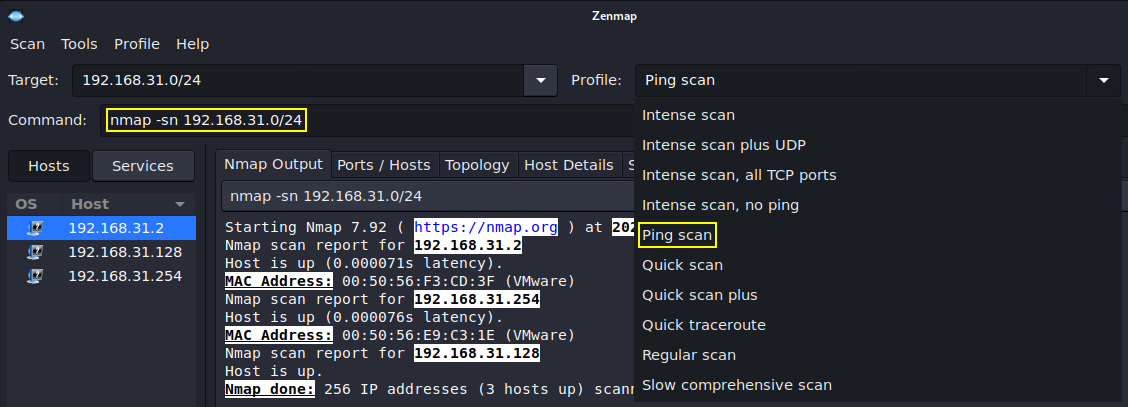 Zenmap
Scan Tools Profile Help
Target: 192.168.31.0/24 Profile: Ping scan
Command: nmap -sn 192.168.31.0/24
Intense scan
Intense scan plus UDP
Intense scan, all TCP ports
Intense scan, no ping
Ping scan
Quick scan
Quick scan plus
Quick traceroute
Regular scan
Slow comprehensive scan
Hosts Services
OS Host
192.168.31.2
192.168.31.128
192.168.31.254
Nmap Output Ports / Hosts Topology Host Details
nmap -sn 192.168.31.0/24
Starting Nmap 7.92 ( https://nmap.org ) at
Nmap scan report for 192.168.31.2
Host is up (0.000071s latency).
MAC Address: 00:50:56:F3:CD:3F (VMware)
Nmap scan report for 192.168.31.254
Host is up (0.000076s latency).
MAC Address: 00:50:56:E9:C3:1E (VMware)
Nmap scan report for 192.168.31.128
Host is up.
Nmap done: 256 IP addresses (3 hosts up)